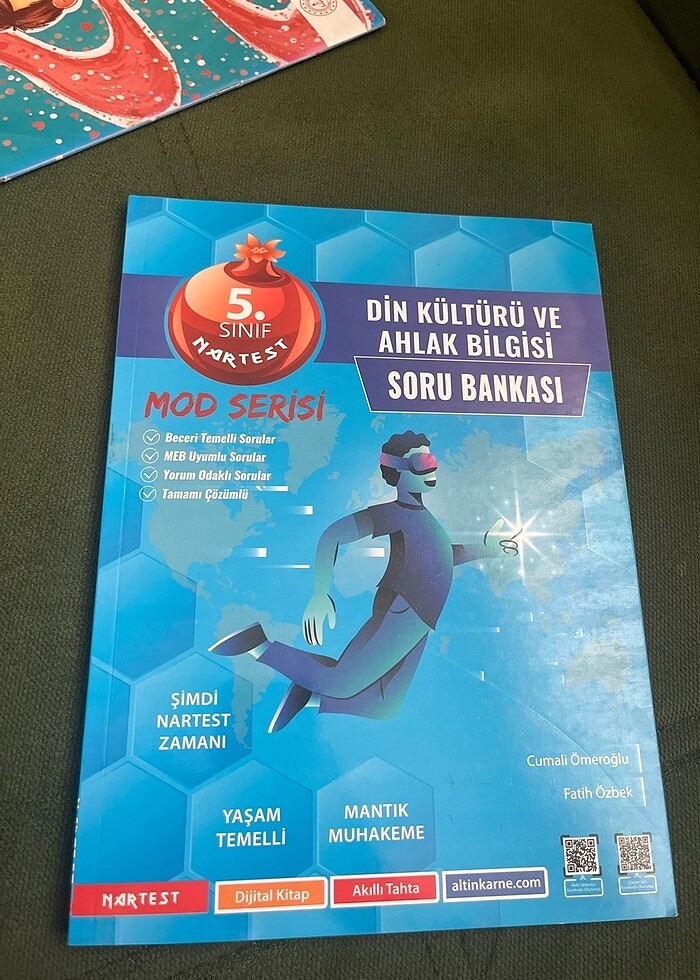 5.
SINIF
NARTEST
DİN KÜLTÜRÜ VE
AHLAK BİLGİSİ
SORU BANKASI
MOD SERİSİ
Beceri Temelli Sorular
MEB Uyumlu Sorular
Yorum Odaklı Sorular
Tamamı Çözümlü
ŞİMDİ
NARTEST
ZAMANI
YAŞAM
TEMELLİ
MANTIK
MUHAKEME
Cumali Ömeroğlu
Fatih Özbek
NARTEST
Dijital Kitap
Akıllı Tahta
altinkarne.com